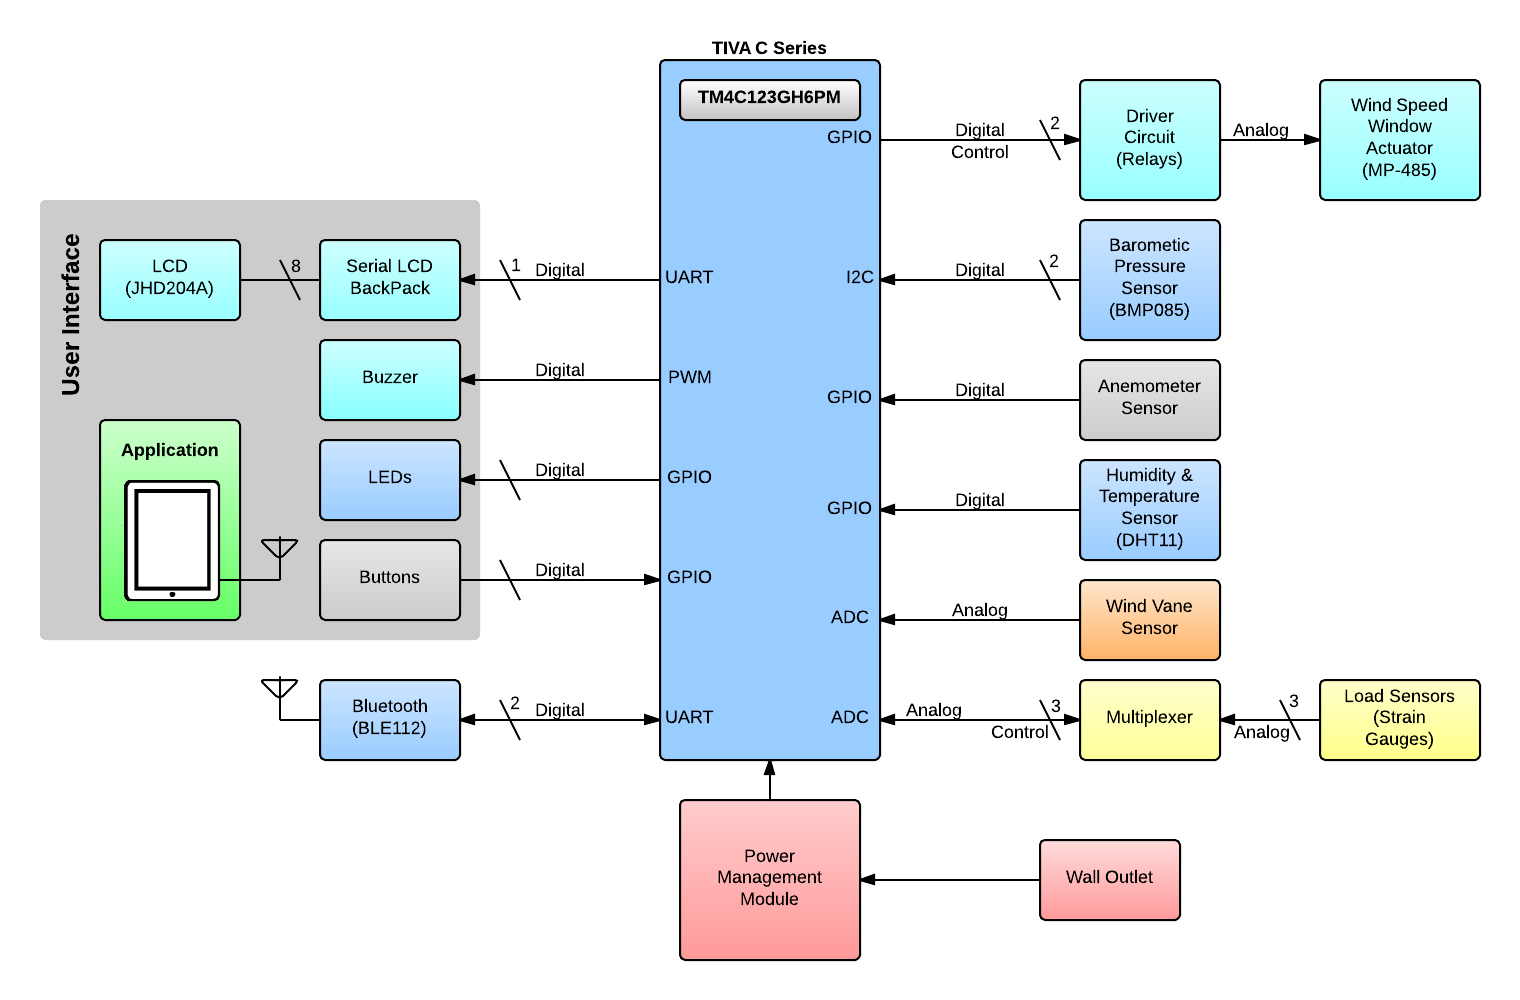 TIVA C Series
TM4C123GH6PM
GPIO
Digital
Control
2
Driver
Circuit
(Relays)
Analog
Wind Speed
Window
Actuator
(MP-485)
User Interface
LCD
(JHD204A)
8
Serial LCD
BackPack
1
Digital
UART
I2C
Digital
2
Barometic
Pressure
Sensor
(BMP085)
Buzzer
Digital
PWM
GPIO
Digital
Anemometer
Sensor
Application
LEDs
Digital
GPIO
GPIO
Digital
Humidity &
Temperature
Sensor
(DHT11)
Buttons
Digital
GPIO
ADC
Analog
Wind Vane
Sensor
Bluetooth
(BLE112)
2
Digital
UART
ADC
Analog
Control
3
Multiplexer
3
Analog
Load Sensors
(Strain
Gauges)
Power
Management
Module
Wall Outlet